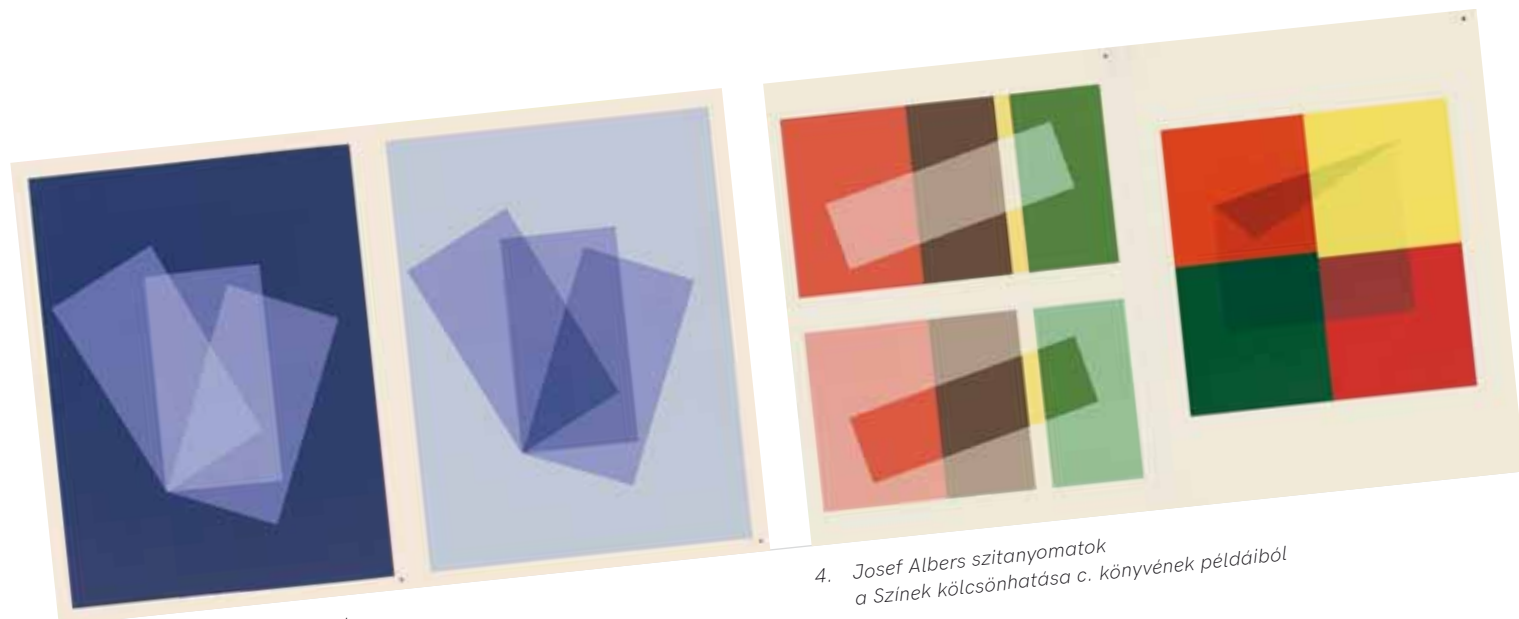 4. Josef Albers szitanyomatok
a Színek kölcsönhatása c. könyvének példáiból